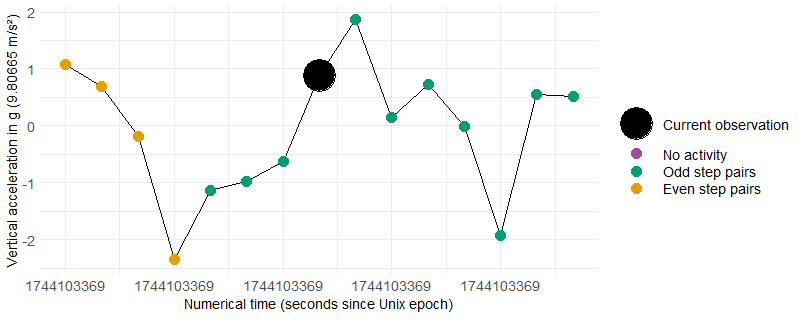 Vertical acceleration in g (9.80665 m/s²)
2
1
0
-1
-2
1744103369 1744103369 1744103369 1744103369 1744103369
Numerical time (seconds since Unix epoch)
Current observation
No activity
Odd step pairs
Even step pairs